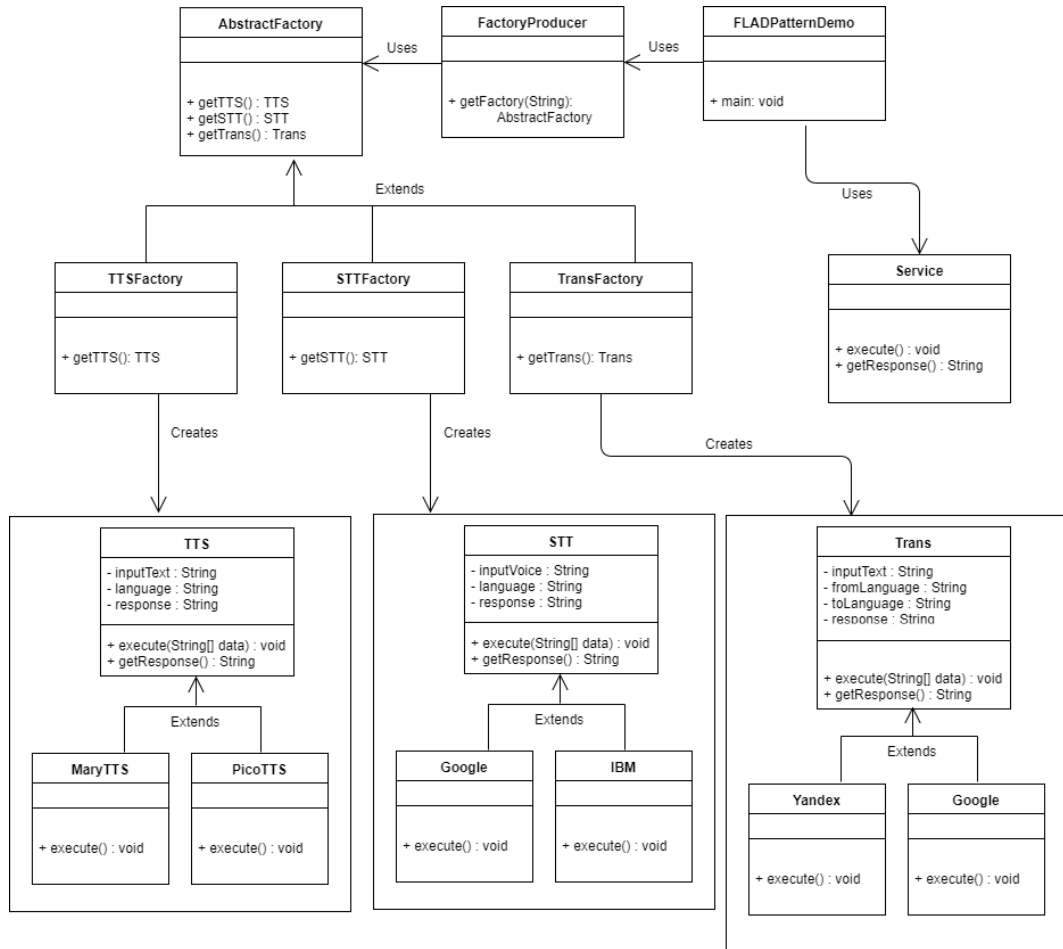 AbstractFactory
+ getTTS() : TTS
+ getSTT() : STT
+ getTrans() : Trans
Uses
FactoryProducer
+ getFactory(String):
AbstractFactory
Uses
FLADPatternDemo
+ main: void
Extends
Uses
TTSFactory
+ getTTS(): TTS
STTFactory
+ getSTT(): STT
TransFactory
+ getTrans(): Trans
Service
+ execute() : void
+ getResponse() : String
Creates
Creates
Creates
TTS
- inputText : String
- language : String
- response : String
+ execute(String[] data) : void
+ getResponse() : String
Extends
MaryTTS
+ execute() : void
PicoTTS
+ execute() : void
STT
- inputVoice : String
- language : String
- response : String
+ execute(String[] data) : void
+ getResponse() : String
Extends
Google
+ execute() : void
IBM
+ execute() : void
Trans
- inputText : String
- fromLanguage : String
- toLanguage : String
- response : String
+ execute(String[] data) : void
+ getResponse() : String
Extends
Yandex
+ execute() : void
Google
+ execute() : void